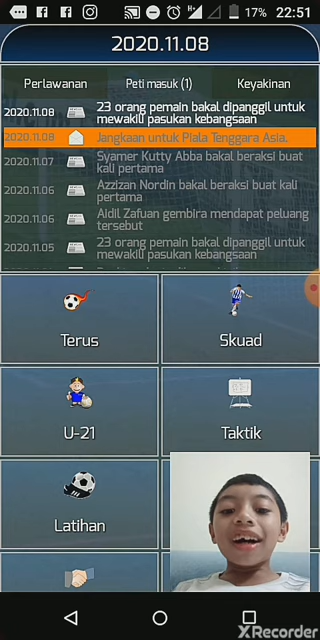 17% 22:51
2020.11.08
Perlawanan Peti masuk (1) Keyakinan
2020.11.08 23 orang pemain bakal dipanggil untuk
mewakili pasukan kebangsaan
2020.11.08 Jangkaan untuk Piala Tenggara Asia.
2020.11.07 Syamer Kutty Abba bakal beraksi buat
kali pertama
2020.11.06 Azzizan Nordin bakal beraksi buat kali
pertama
2020.11.06 Aidil Zafuan gembira mendapat peluang
tersebut
2020.11.05 23 orang pemain bakal dipanggil untuk
mewakili pasukan kebangsaan
Terus Skuad
U-21 Taktik
Latihan
XRecorder